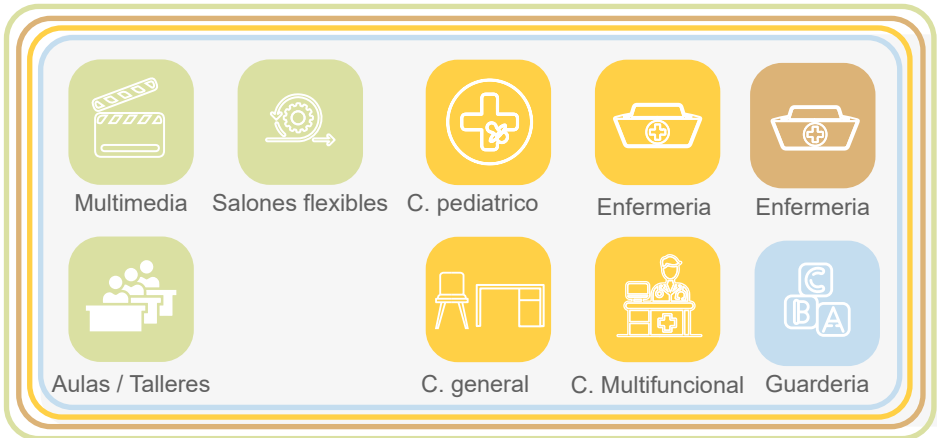 Multimedia
Salones flexibles
C. pediatrico
Enfermeria
Enfermeria
Aulas / Talleres
C. general
C. Multifuncional
Guarderia
C
B
A